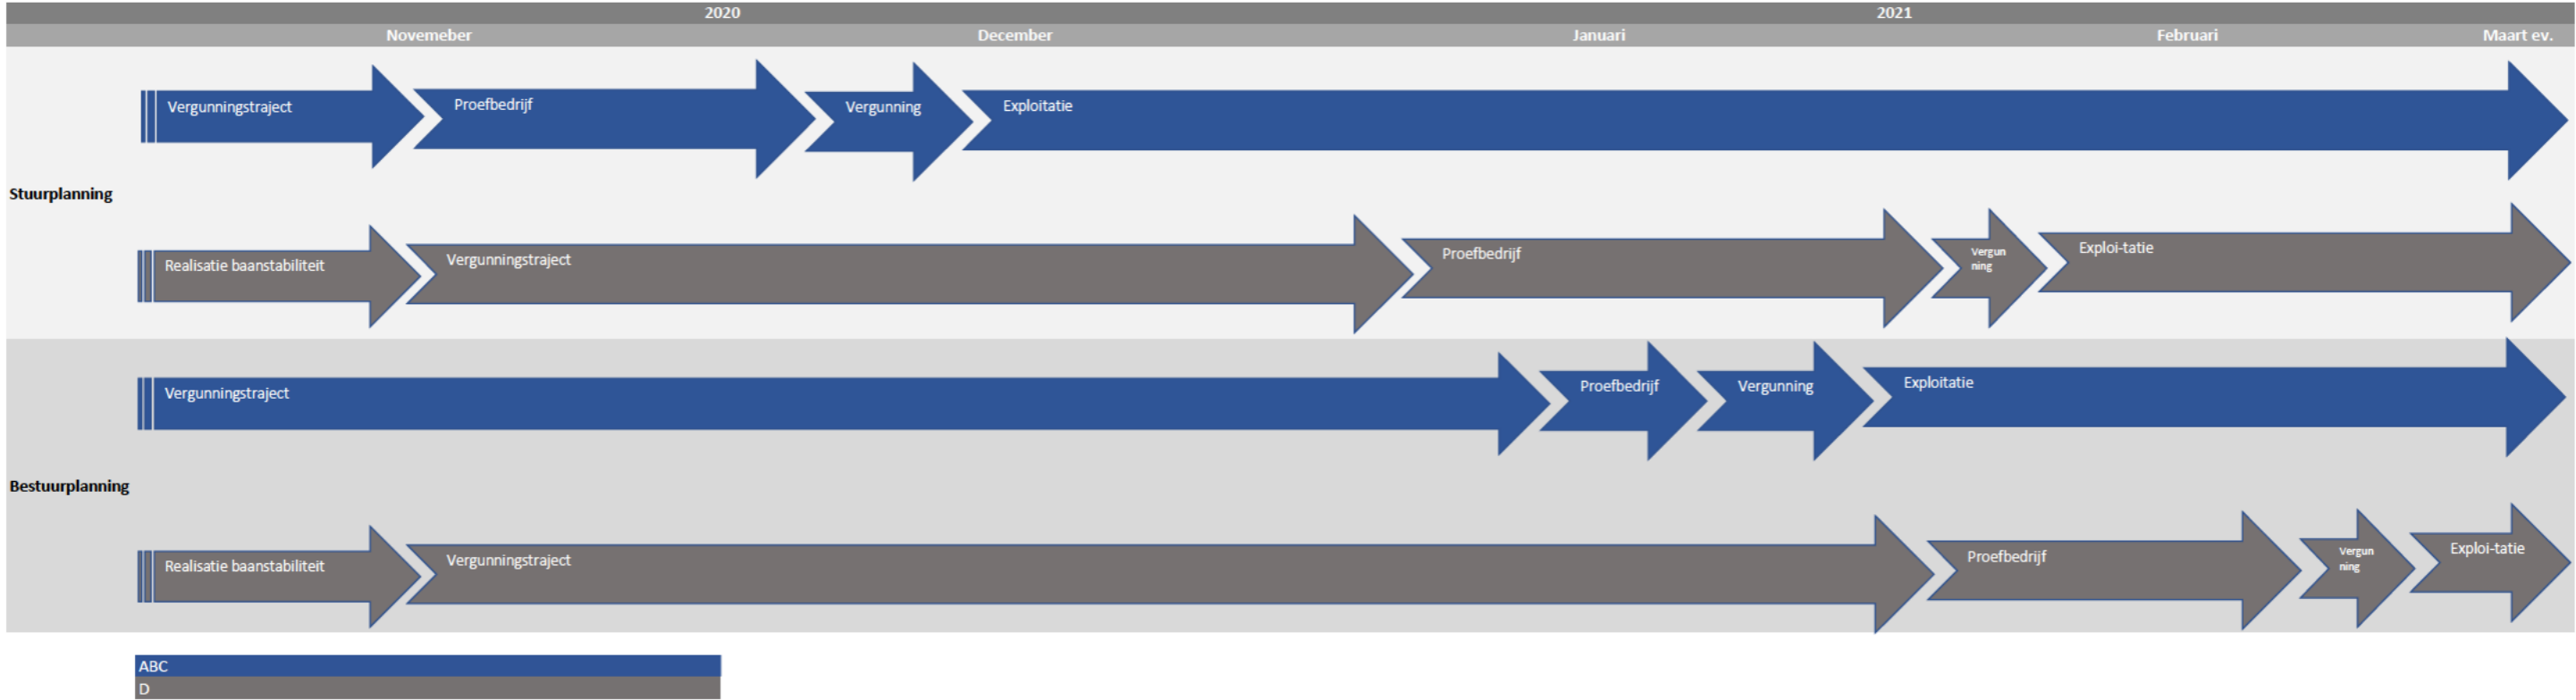 2020 2021
Novemeber December Januari Februari Maart ev.
Vergunningstraject Proefbedrijf Vergunning Exploitatie
Stuurplanning
Realisatie baanstabiliteit Vergunningstraject Proefbedrijf Vergun Exploi-tatie
ning
Vergunningstraject Proefbedrijf Vergunning Exploitatie
Bestuurplanning
Realisatie baanstabiliteit Vergunningstraject Proefbedrijf Vergun Exploi-tatie
ning
ABC
D